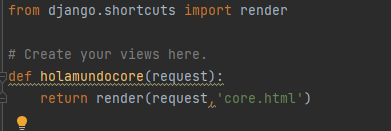 from django.shortcuts import render
# Create your views here.
def holamundocore(request):
    return render(request,'core.html')